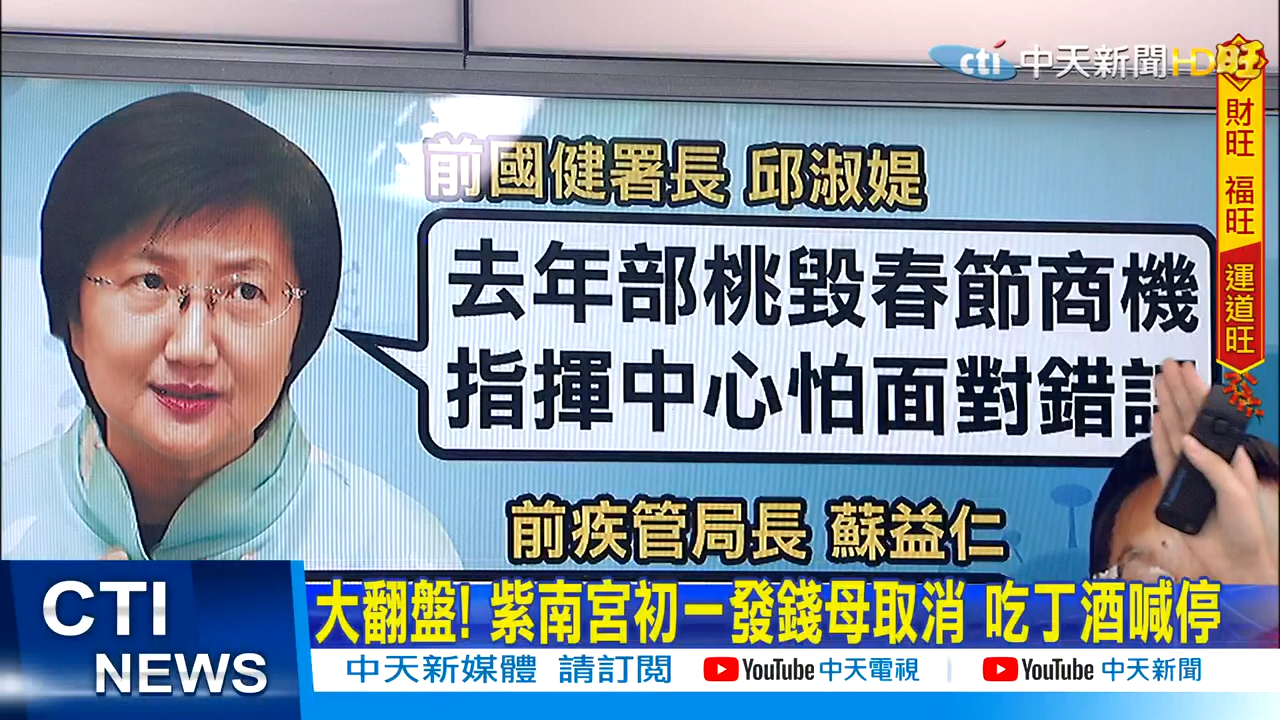 cti 中天新聞HD
旺
財旺 福旺 運道旺
前國健署長 邱淑媞
去年部桃毀春節商機
指揮中心怕面對錯
前疾管局長 蘇益仁
CTI
NEWS
大翻盤! 紫南宮初一發錢母取消 吃丁酒喊停
中天新媒體 請訂閱 YouTube 中天電視 YouTube 中天新聞